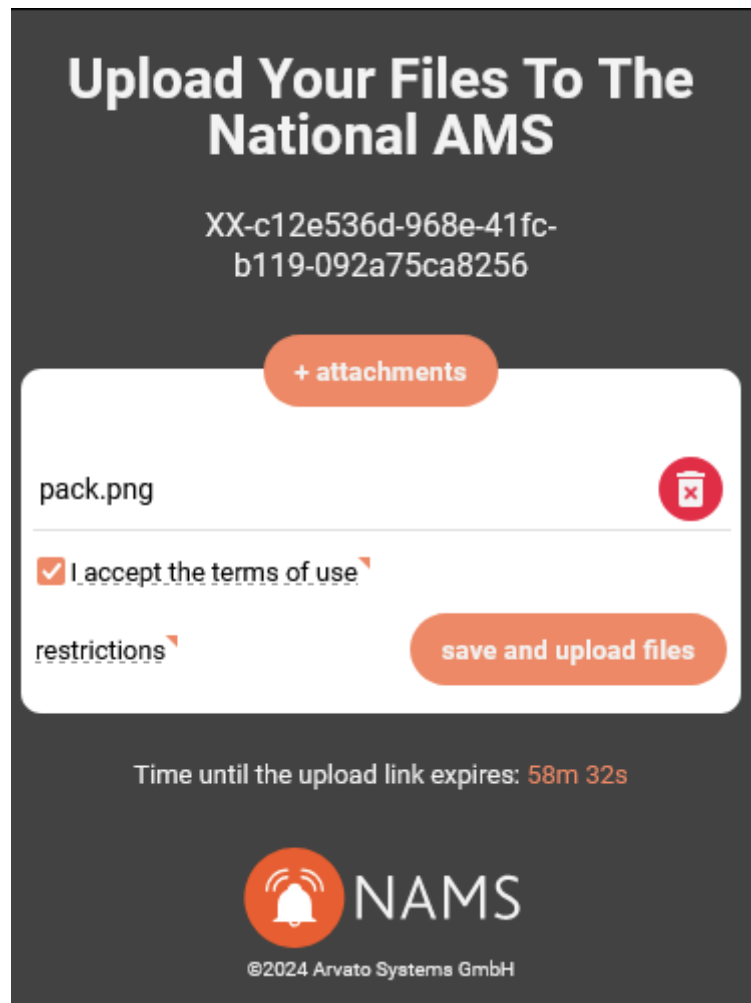 Upload Your Files To The
National AMS
XX-c12e536d-968e-41fc-
b119-092a75ca8256
+ attachments
pack.png
I accept the terms of use
restrictions
save and upload files
Time until the upload link expires: 58m 32s
NAMS
©2024 Arvato Systems GmbH